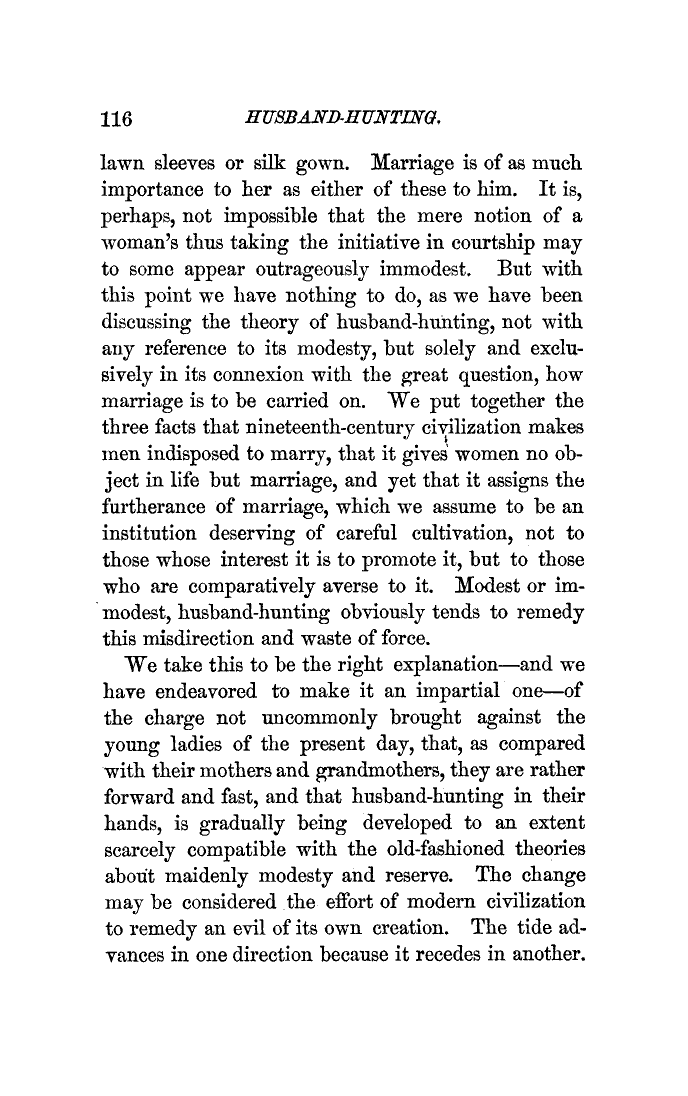 116 HUSBAND-HUNTING.
lawn sleeves or silk gown. Marriage is of as much
importance to her as either of these to him. It is,
perhaps, not impossible that the mere notion of a
woman's thus taking the initiative in courtship may
to some appear outrageously immodest. But with
this point we have nothing to do, as we have been
discussing the theory of husband-hunting, not with
any reference to its modesty, but solely and exclu-
sively in its connexion with the great question, how
marriage is to be carried on. We put together the
three facts that nineteenth-century civilization makes
men indisposed to marry, that it gives women no ob-
ject in life but marriage, and yet that it assigns the
furtherance of marriage, which we assume to be an
institution deserving of careful cultivation, not to
those whose interest it is to promote it, but to those
who are comparatively averse to it. Modest or im-
modest, husband-hunting obviously tends to remedy
this misdirection and waste of force.
We take this to be the right explanation—and we
have endeavored to make it an impartial one—of
the charge not uncommonly brought against the
young ladies of the present day, that, as compared
with their mothers and grandmothers, they are rather
forward and fast, and that husband-hunting in their
hands, is gradually being developed to an extent
scarcely compatible with the old-fashioned theories
about maidenly modesty and reserve. The change
may be considered the effort of modern civilization
to remedy an evil of its own creation. The tide ad-
vances in one direction because it recedes in another.